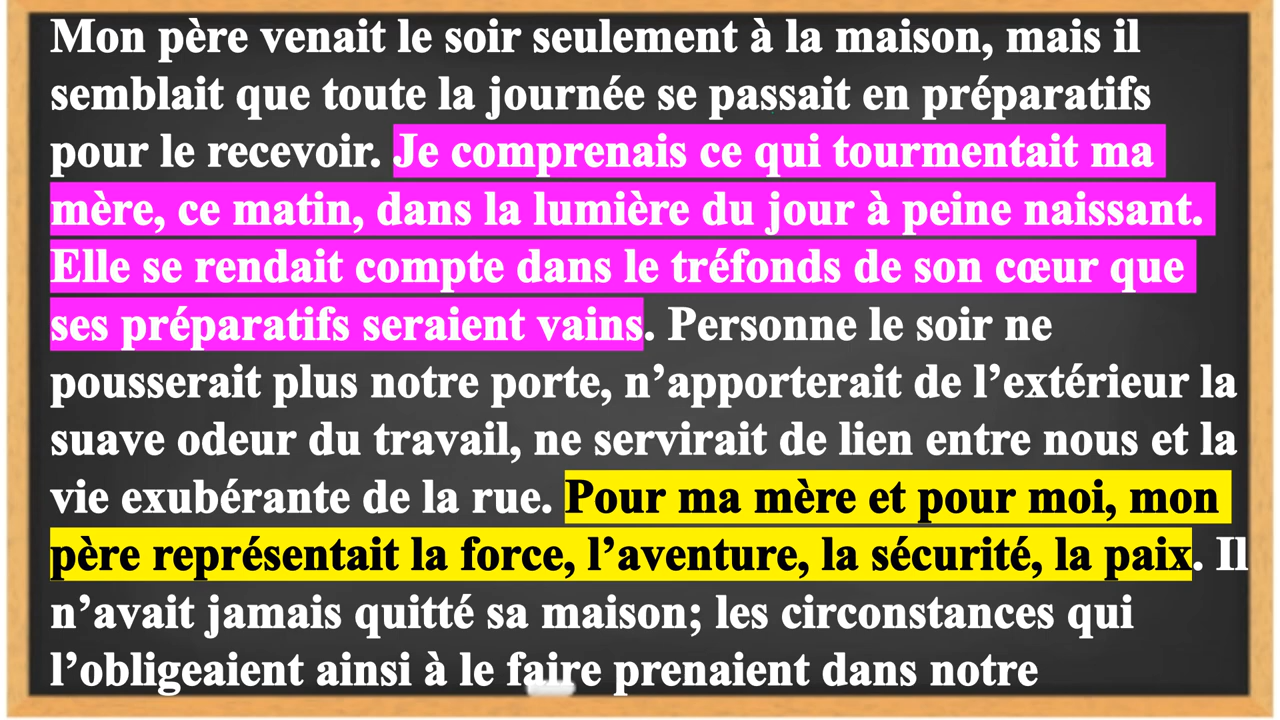 Mon père venait le soir seulement à la maison, mais il
semblait que toute la journée se passait en préparatifs
pour le recevoir. Je comprenais ce qui tourmentait ma
mère, ce matin, dans la lumière du jour à peine naissant.
Elle se rendait compte dans le tréfonds de son cœur que
ses préparatifs seraient vains. Personne le soir ne
pousserait plus notre porte, n’apporterait de l’extérieur la
suave odeur du travail, ne servirait de lien entre nous et la
vie exubérante de la rue. Pour ma mère et pour moi, mon
père représentait la force, l’aventure, la sécurité, la paix. Il
n’avait jamais quitté sa maison; les circonstances qui
l’obligeaient ainsi à le faire prenaient dans notre